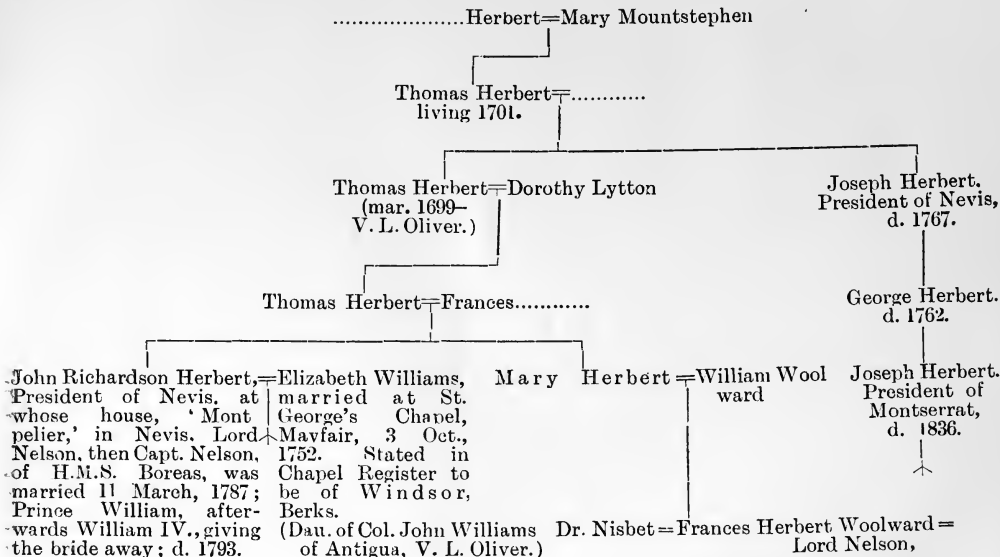 .....................Herbert=Mary Mountstephen
Thomas Herbert=............
living 1701.
Thomas Herbert=Dorothy Lytton
(mar. 1699–
V. L. Oliver.)
Joseph Herbert.
President of Nevis,
d. 1767.
Thomas Herbert=Frances............
George Herbert.
d. 1762.
John Richardson Herbert,=
President of Nevis, at
whose house, ‘Mont
pelier,’ in Nevis. Lord
Nelson, then Capt. Nelson,
of H.M.S. Boreas, was
married 11 March, 1787;
Prince William, after-
wards William IV., giving
the bride away; d. 1793.
Elizabeth Williams,
married at St.
George's Chapel,
Mayfair, 3 Oct.,
1752. Stated in
Chapel Register to
be of Windsor,
Berks.
(Dau. of Col. John Williams
of Antigua, V. L. Oliver.)
Mary Herbert=William Wool
ward
Joseph Herbert.
President of
Montserrat,
d. 1836.
Dr. Nisbet=Frances Herbert Woolward=
Lord Nelson,